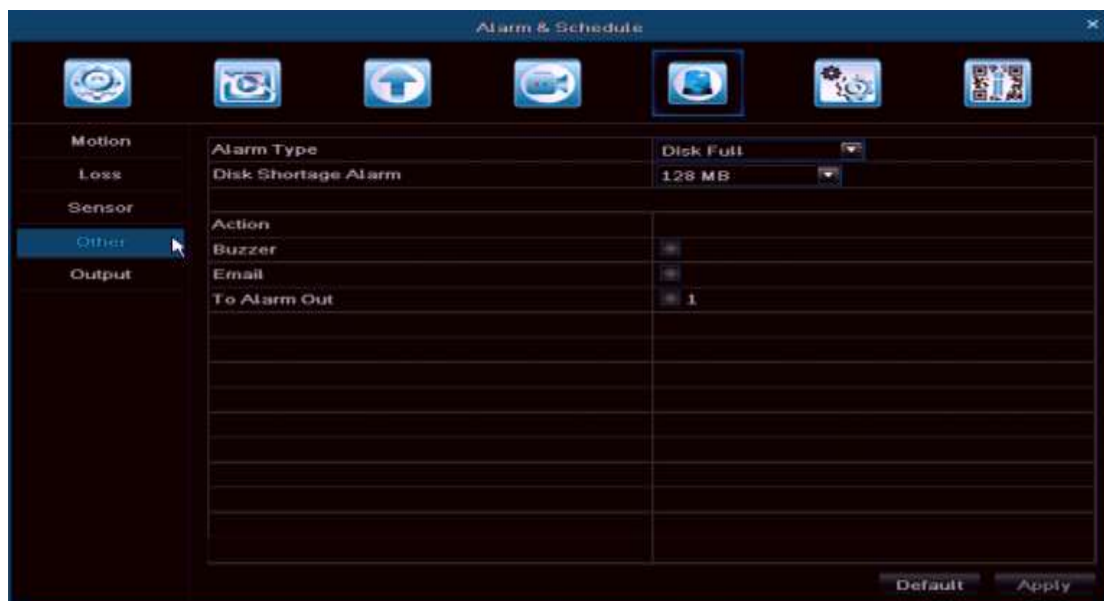 Alarm & Schedule
Motion
Loss
Sensor
Other
Output
Alarm Type Disk Full
Disk Shortage Alarm 128 MB
Action
Buzzer
Email
To Alarm Out 1
Default Apply